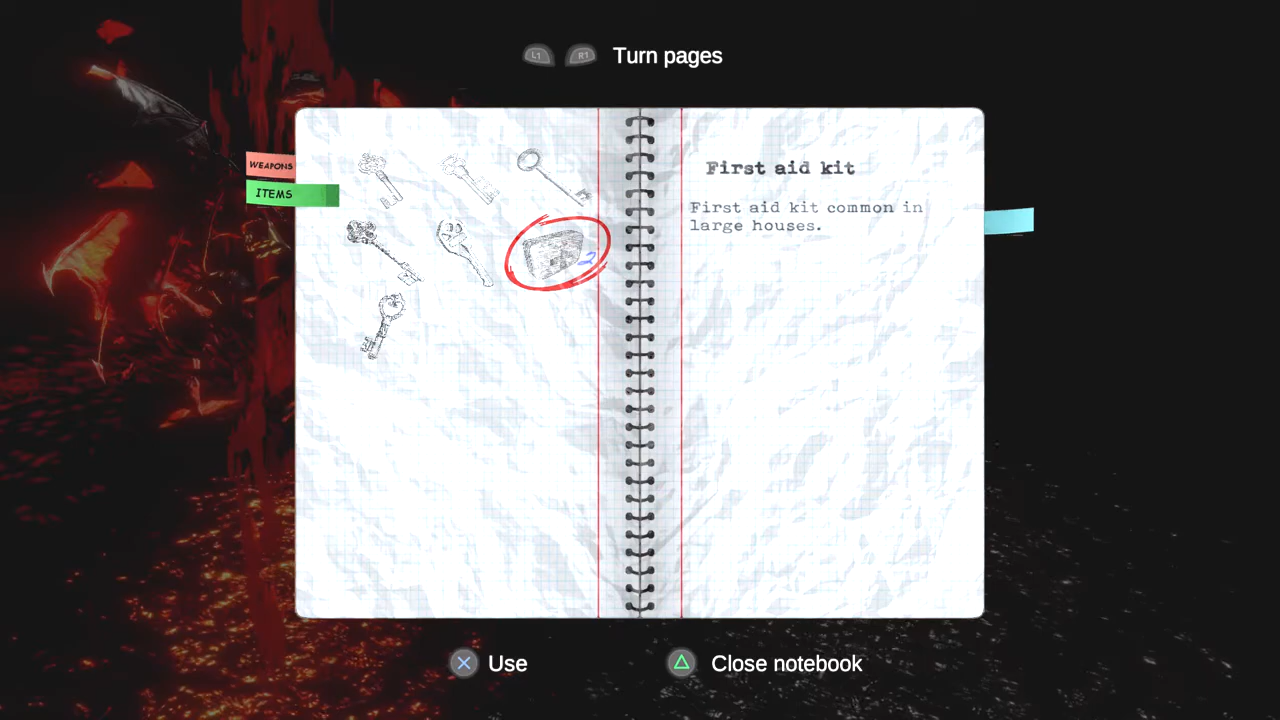 L1 R1 Turn pages
WEAPONS
ITEMS
2
First aid kit
First aid kit common in
large houses.
Use
Close notebook